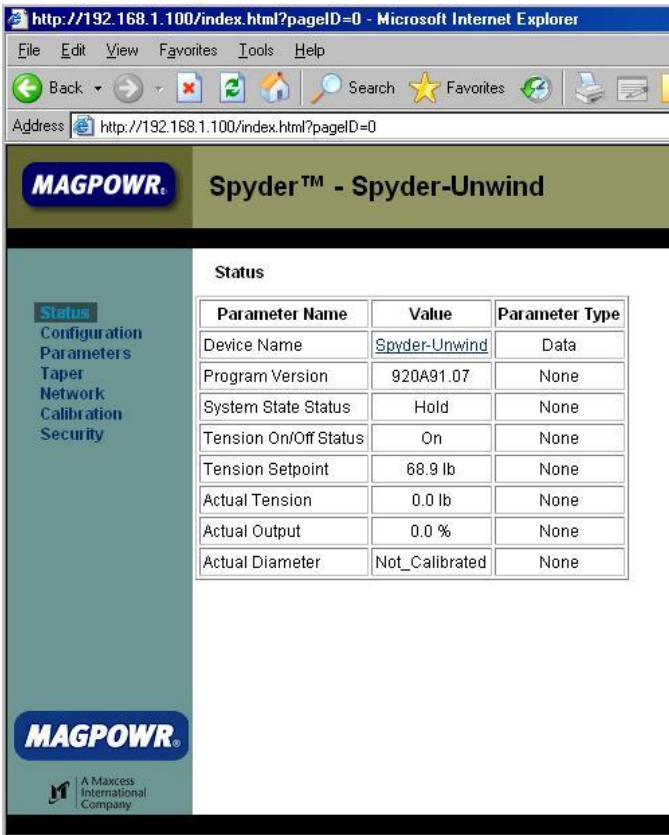 http://192.168.1.100/index.html?pageID=0 - Microsoft Internet Explorer
File Edit View Favorites Tools Help
Back Search Favorites
Address http://192.168.1.100/index.html?pageID=0
MAGPOWR® Spyder™ - Spyder-Unwind
Status
Configuration
Parameters
Taper
Network
Calibration
Security
Status
Parameter Name Value Parameter Type
Device Name Spyder-Unwind Data
Program Version 920A91.07 None
System State Status Hold None
Tension On/Off Status On None
Tension Setpoint 68.9 lb None
Actual Tension 0.0 lb None
Actual Output 0.0 % None
Actual Diameter Not_Calibrated None
MAGPOWR®
A Maxcess
International
Company